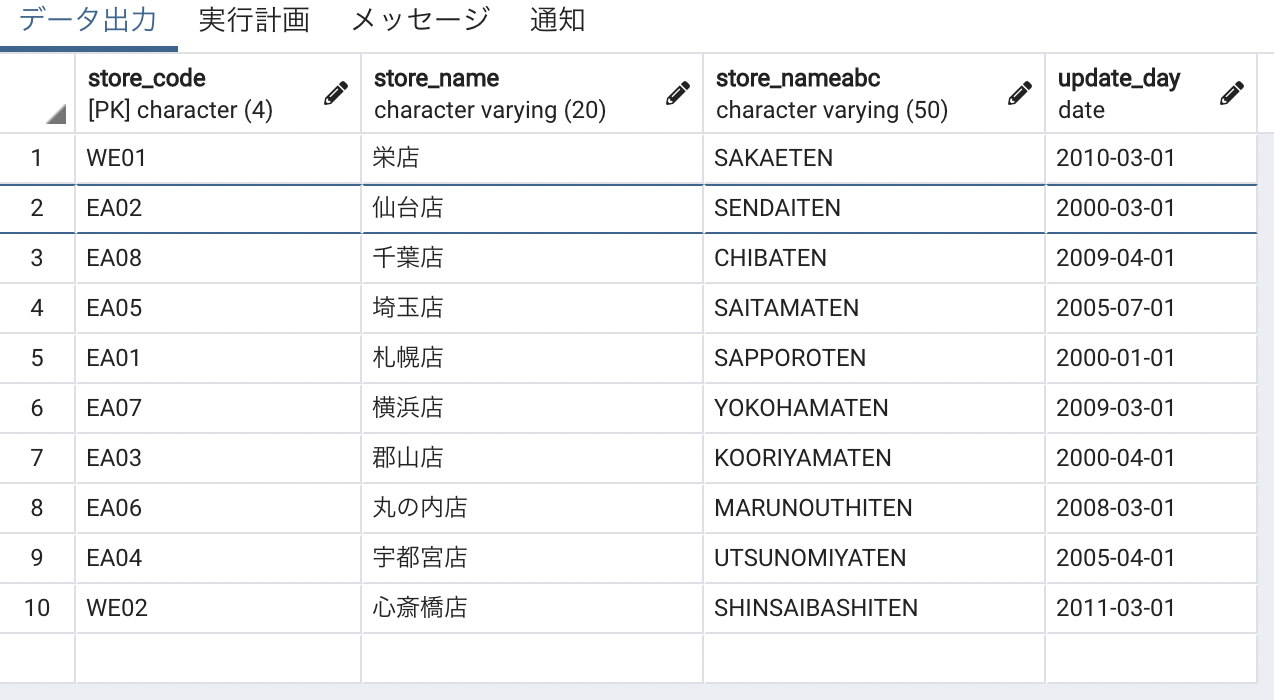 データ出力 実行計画 メッセージ 通知
store_code store_name store_nameabc update_day
[PK] character (4) character varying (20) character varying (50) date
1 WE01 栄店 SAKAETEN 2010-03-01
2 EA02 仙台店 SENDAITEN 2000-03-01
3 EA08 千葉店 CHIBATEN 2009-04-01
4 EA05 埼玉店 SAITAMATEN 2005-07-01
5 EA01 札幌店 SAPPOROTEN 2000-01-01
6 EA07 横浜店 YOKOHAMATEN 2009-03-01
7 EA03 郡山店 KOORIYAMATEN 2000-04-01
8 EA06 丸の内店 MARUNOUTHITEN 2008-03-01
9 EA04 宇都宮店 UTSUNOMIYATEN 2005-04-01
10 WE02 心斎橋店 SHINSAIBASHITEN 2011-03-01